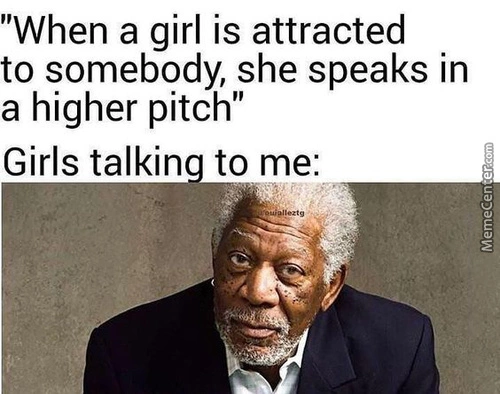 "When a girl is attracted
to somebody, she speaks in
a higher pitch"
Girls talking to me:
MemeCenter.com